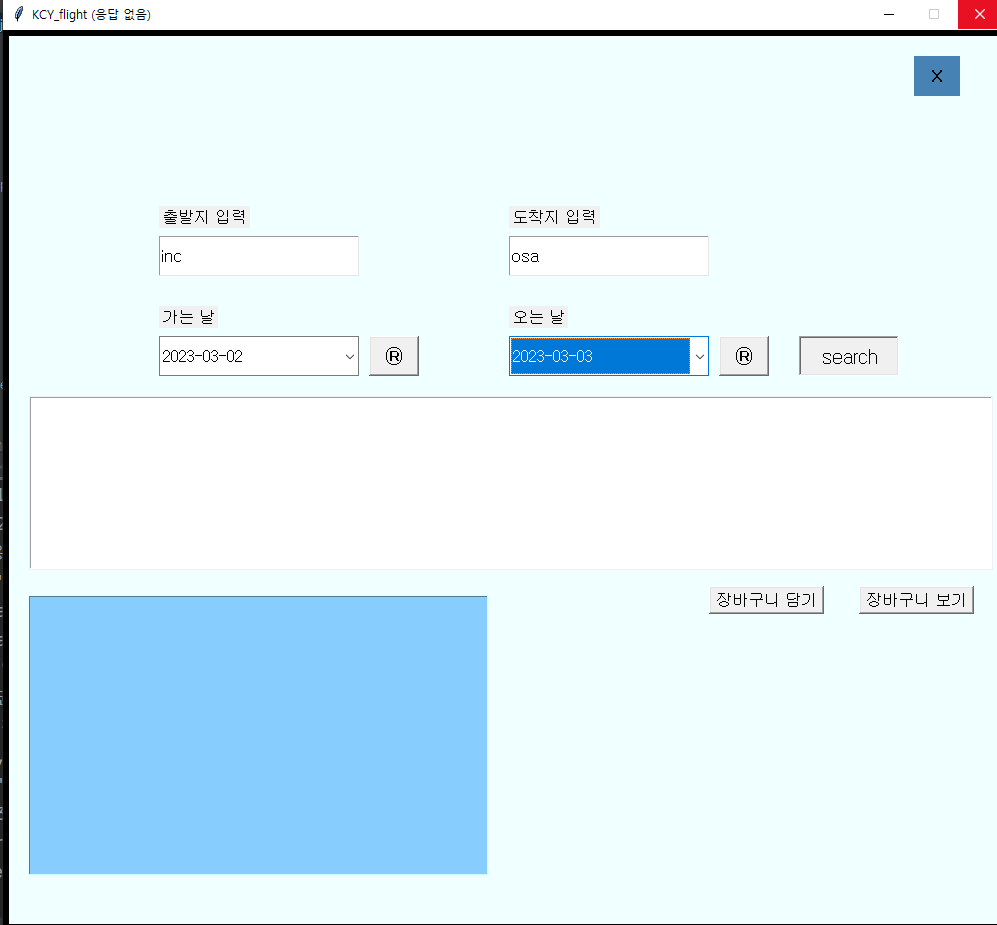 KCY_flight (응답 없음)
X
출발지 입력
도착지 입력
inc
osa
가는 날
오는 날
2023-03-02
®
2023-03-03
®
search
장바구니 담기
장바구니 보기